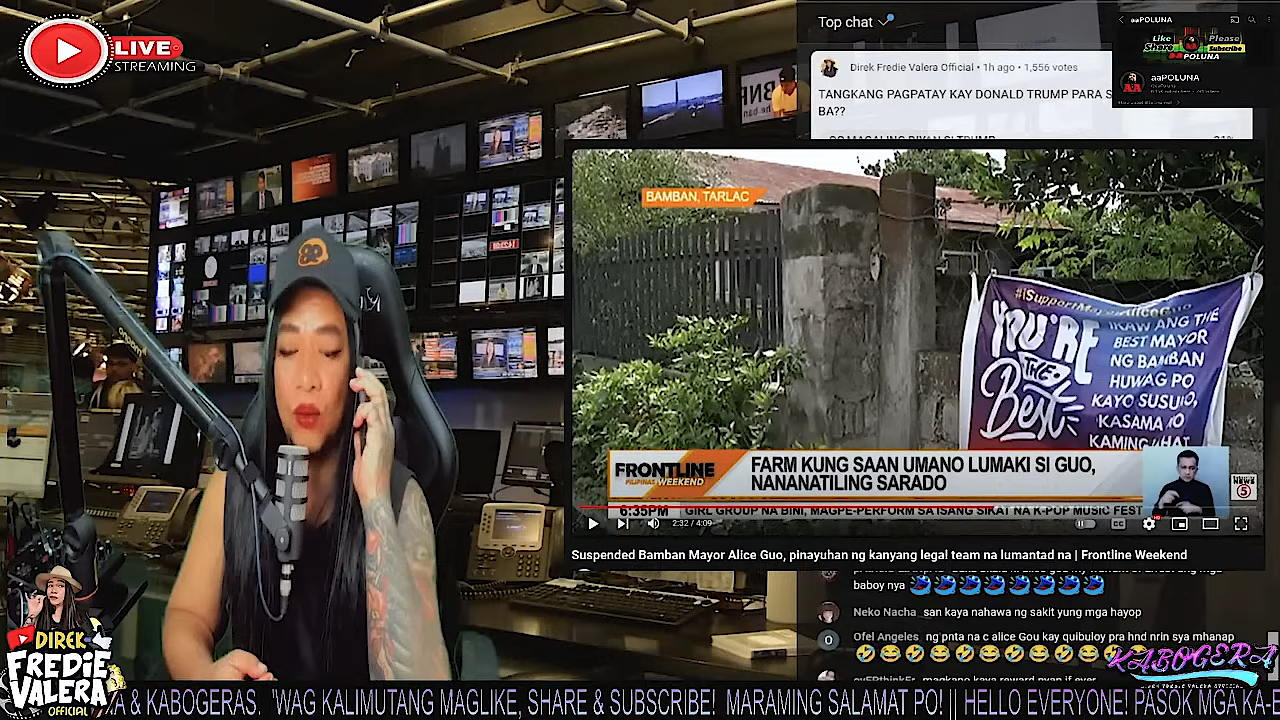 LIVE
STREAMING
Top chat
aaPOLUNA
Like
Share
Please
Subscribe
aaPOLUNA
aaPOLUNA
Direk Fredie Valera Official • 1h ago • 1,556 votes
TANGKANG PAGPATAY KAY DONALD TRUMP PARA S
BA??
BAMBAN, TARLAC
#iSupportMayorAliceGuo
YOU'RE
THE
Best
IKAW ANG THE
BEST MAYOR
NG BAMBAN
HUWAG PO
KAYO SUSUKO,
KASAMA MO
KAMING LAHAT
FRONTLINE
PILIPINAS WEEKEND
FARM KUNG SAAN UMANO LUMAKI SI GUO,
NANANATILING SARADO
NEWS
5
6:35PM GIRL GROUP NA BINI, MAGPE-PERFORM SA ISANG SIKAT NA K-POP MUSIC FEST
2:32 / 4:09
CC
HD
Suspended Bamban Mayor Alice Guo, pinayuhan ng kanyang legal team na lumantad na | Frontline Weekend
baboy nya 🌊🌊🌊🌊🌊🌊🌊🌊
Neko Nacha san kaya nahawa ng sakit yung mga hayop
O Ofel Angeles ng pnta na c alice Gou kay quibuloy pra hnd nrin sya mhanap
🤣😂🤣😂🤣😂🤣😂🤣😂🤣😂
KABOGERA
DIREK
FREDIE
VALERA
OFFICIAL
A & KABOGERAS. 'WAG KALIMUTANG MAGLIKE, SHARE & SUBSCRIBE! MARAMING SALAMAT PO! || HELLO EVERYONE! PASOK MGA KA-